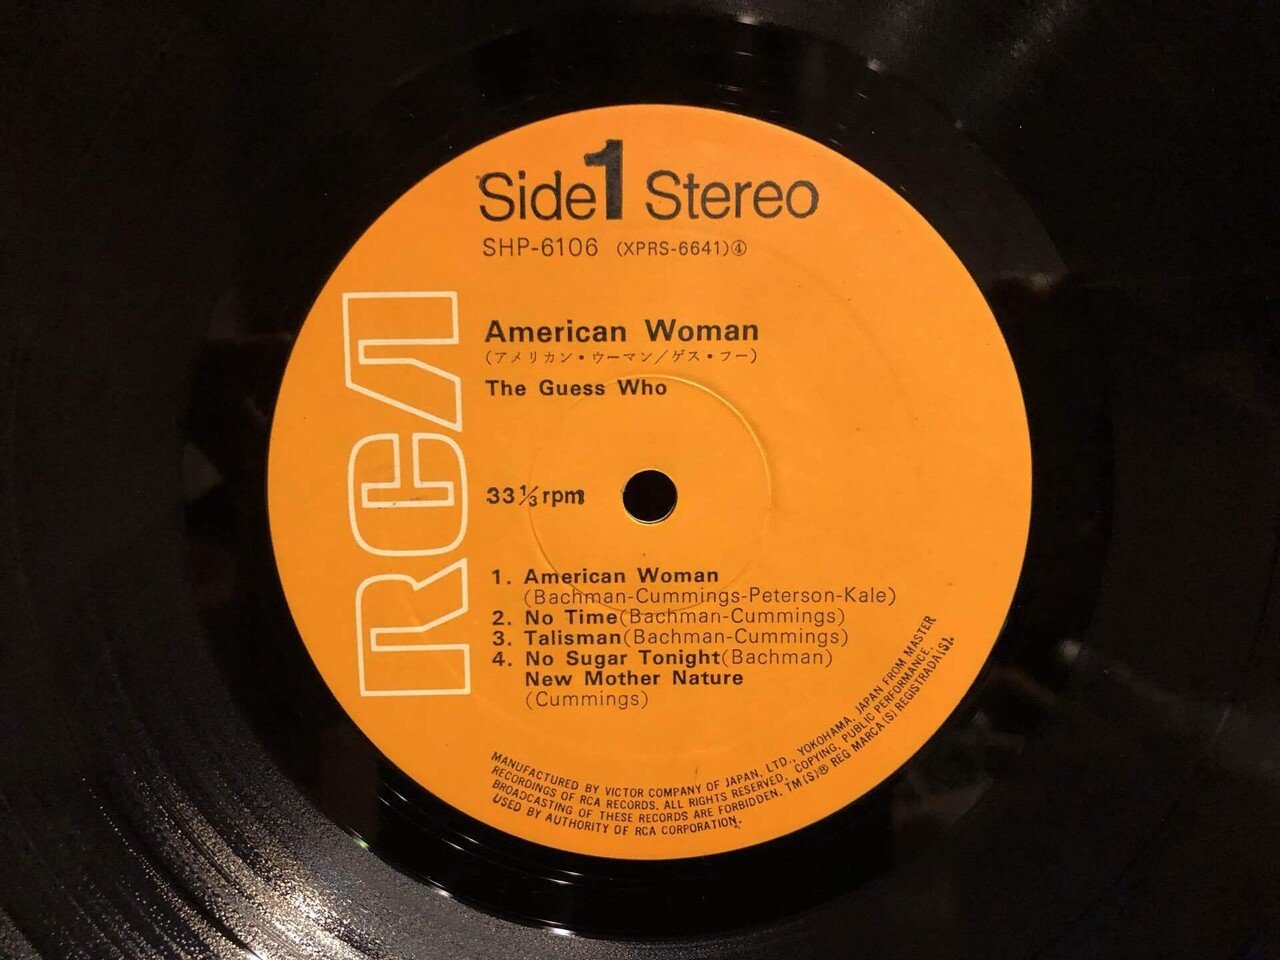 Side 1 Stereo
SHP-6106 (XPRS-6641)④
RCA
American Woman
(アメリカン・ウーマン/ゲス・フー)
The Guess Who
33⅓rpm
1. American Woman
(Bachman-Cummings-Peterson-Kale)
2. No Time(Bachman-Cummings)
3. Talisman(Bachman-Cummings)
4. No Sugar Tonight(Bachman)
New Mother Nature
(Cummings)
MANUFACTURED BY VICTOR COMPANY OF JAPAN, LTD., YOKOHAMA, JAPAN FROM MASTER
RECORDINGS OF RCA RECORDS. ALL RIGHTS RESERVED, COPYING, PUBLIC PERFORMANCE,
BROADCASTING OF THESE RECORDS ARE FORBIDDEN. TM(S)® REG MARCA(S) REGISTRADA(S).
USED BY AUTHORITY OF RCA CORPORATION.